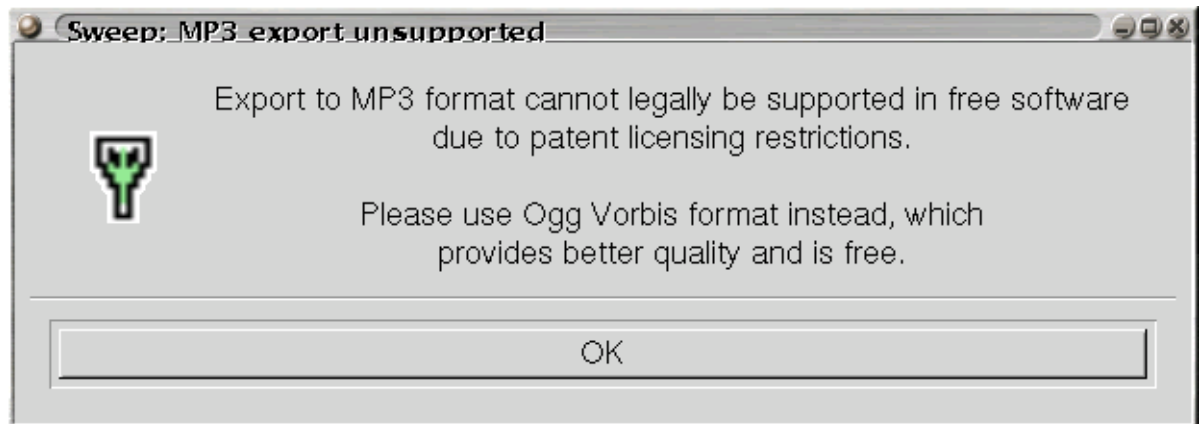 Sweep: MP3 export unsupported
Export to MP3 format cannot legally be supported in free software
due to patent licensing restrictions.
Please use Ogg Vorbis format instead, which
provides better quality and is free.
OK